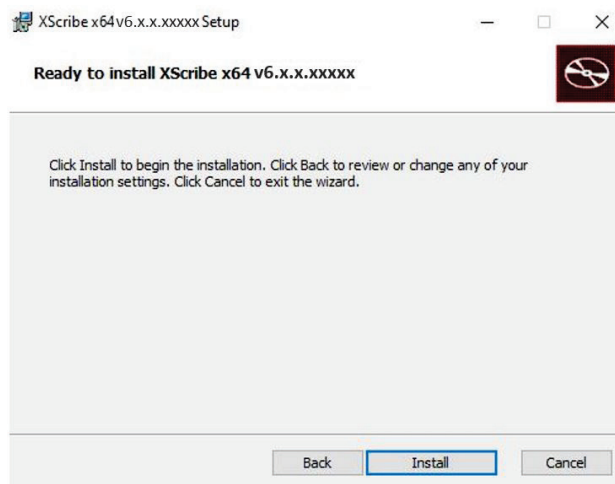 XScribe x64 v6.x.x.xxxxx Setup
Ready to install XScribe x64 v6.x.x.xxxxx
Click Install to begin the installation. Click Back to review or change any of your
installation settings. Click Cancel to exit the wizard.
Back Install Cancel